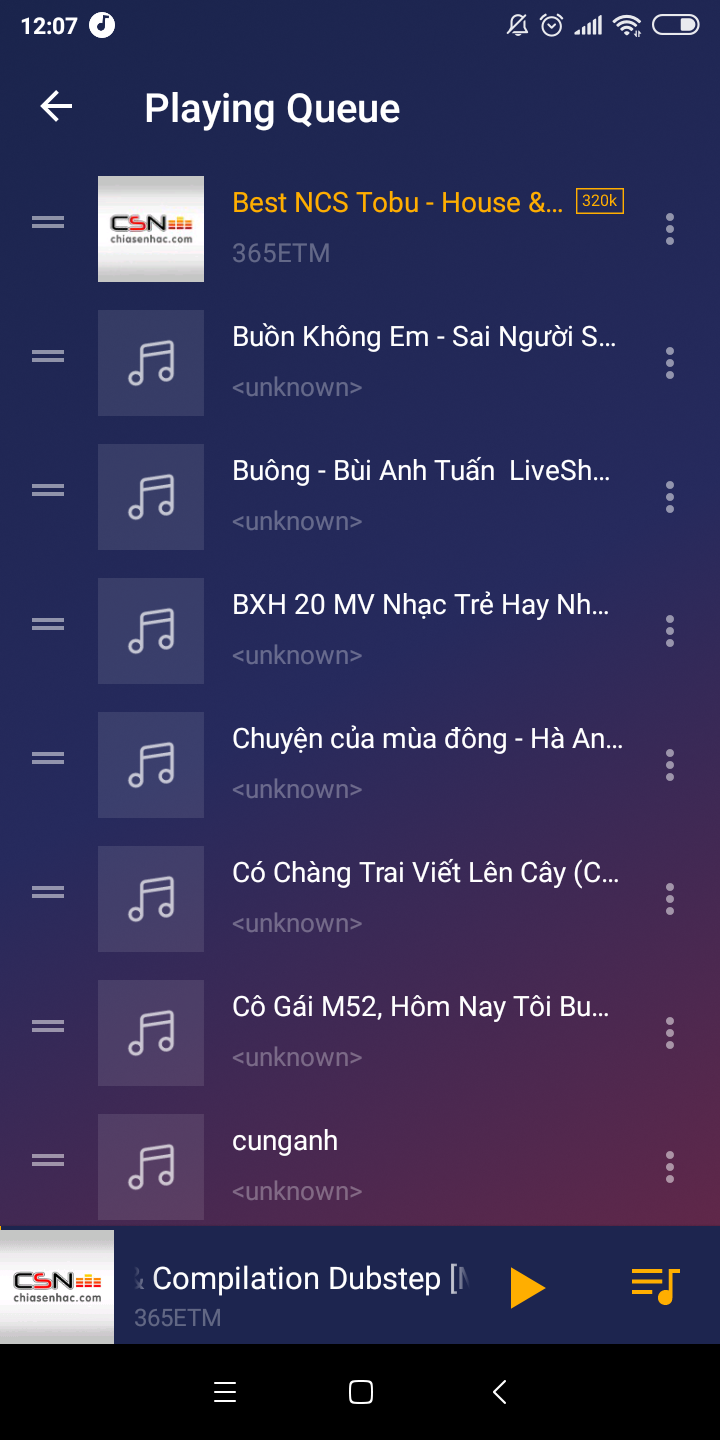 12:07
Playing Queue
CSN
chiasenhac.com
Best NCS Tobu - House &... 320k
365ETM
Buồn Không Em - Sai Người S...
<unknown>
Buông - Bùi Anh Tuấn  LiveSh...
<unknown>
BXH 20 MV Nhạc Trẻ Hay Nh...
<unknown>
Chuyện của mùa đông - Hà An...
<unknown>
Có Chàng Trai Viết Lên Cây (C...
<unknown>
Cô Gái M52, Hôm Nay Tôi Bu...
<unknown>
cunganh
<unknown>
CSN
chiasenhac.com
& Compilation Dubstep [M
365ETM